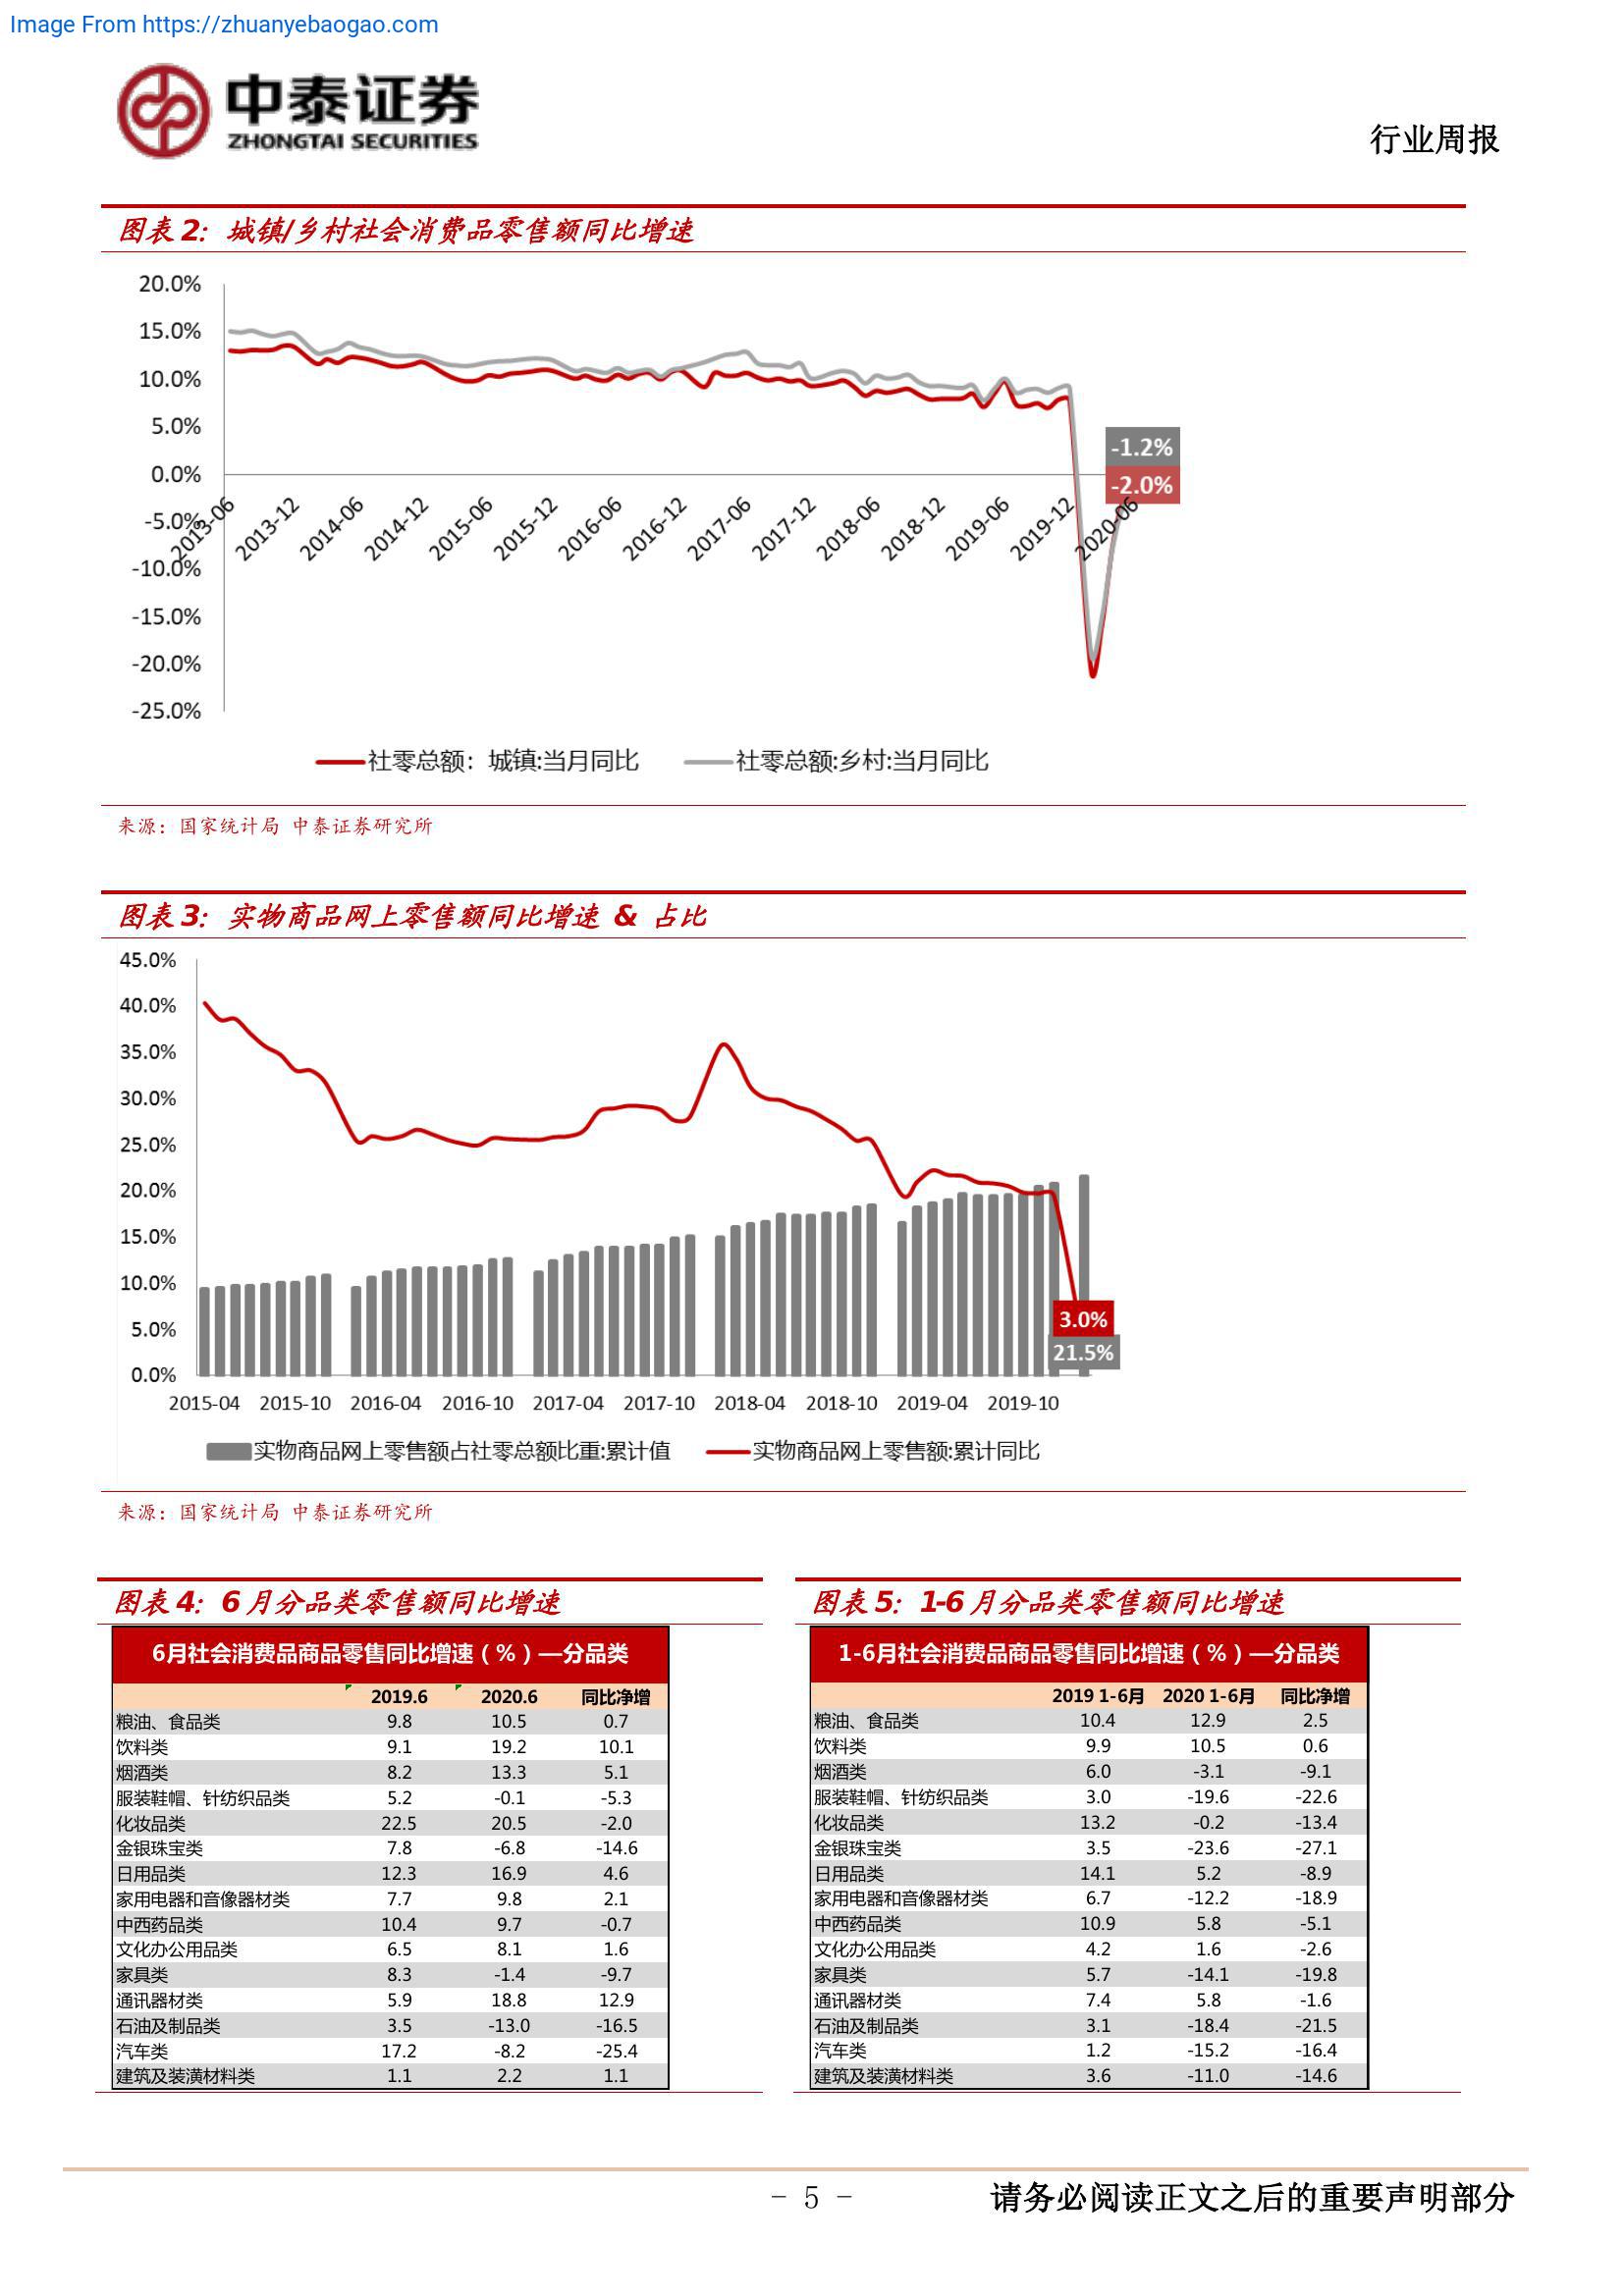 Image From https://zhuanyebaogao.com
中泰证券
ZHONGTAI SECURITIES
行业周报
图表 2：城镇/乡村社会消费品零售额同比增速
20.0%
15.0%
10.0%
5.0%
0.0%
-5.0%
-10.0%
-15.0%
-20.0%
-25.0%
-1.2%
-2.0%
2013-06 2013-12 2014-06 2014-12 2015-06 2015-12 2016-06 2016-12 2017-06 2017-12 2018-06 2018-12 2019-06 2019-12 2020-06
社零总额：城镇:当月同比 社零总额:乡村:当月同比
来源：国家统计局 中泰证券研究所
图表 3：实物商品网上零售额同比增速 & 占比
45.0%
40.0%
35.0%
30.0%
25.0%
20.0%
15.0%
10.0%
5.0%
0.0%
3.0%
21.5%
2015-04 2015-10 2016-04 2016-10 2017-04 2017-10 2018-04 2018-10 2019-04 2019-10
实物商品网上零售额占社零总额比重:累计值 实物商品网上零售额:累计同比
来源：国家统计局 中泰证券研究所
图表 4：6 月分品类零售额同比增速
6月社会消费品商品零售同比增速（%）—分品类
2019.6 2020.6 同比净增
粮油、食品类 9.8 10.5 0.7
饮料类 9.1 19.2 10.1
烟酒类 8.2 13.3 5.1
服装鞋帽、针纺织品类 5.2 -0.1 -5.3
化妆品类 22.5 20.5 -2.0
金银珠宝类 7.8 -6.8 -14.6
日用品类 12.3 16.9 4.6
家用电器和音像器材类 7.7 9.8 2.1
中西药品类 10.4 9.7 -0.7
文化办公用品类 6.5 8.1 1.6
家具类 8.3 -1.4 -9.7
通讯器材类 5.9 18.8 12.9
石油及制品类 3.5 -13.0 -16.5
汽车类 17.2 -8.2 -25.4
建筑及装潢材料类 1.1 2.2 1.1
图表 5：1-6 月分品类零售额同比增速
1-6月社会消费品商品零售同比增速（%）—分品类
2019 1-6月 2020 1-6月 同比净增
粮油、食品类 10.4 12.9 2.5
饮料类 9.9 10.5 0.6
烟酒类 6.0 -3.1 -9.1
服装鞋帽、针纺织品类 3.0 -19.6 -22.6
化妆品类 13.2 -0.2 -13.4
金银珠宝类 3.5 -23.6 -27.1
日用品类 14.1 5.2 -8.9
家用电器和音像器材类 6.7 -12.2 -18.9
中西药品类 10.9 5.8 -5.1
文化办公用品类 4.2 1.6 -2.6
家具类 5.7 -14.1 -19.8
通讯器材类 7.4 5.8 -1.6
石油及制品类 3.1 -18.4 -21.5
汽车类 1.2 -15.2 -16.4
建筑及装潢材料类 3.6 -11.0 -14.6
- 5 -
请务必阅读正文之后的重要声明部分